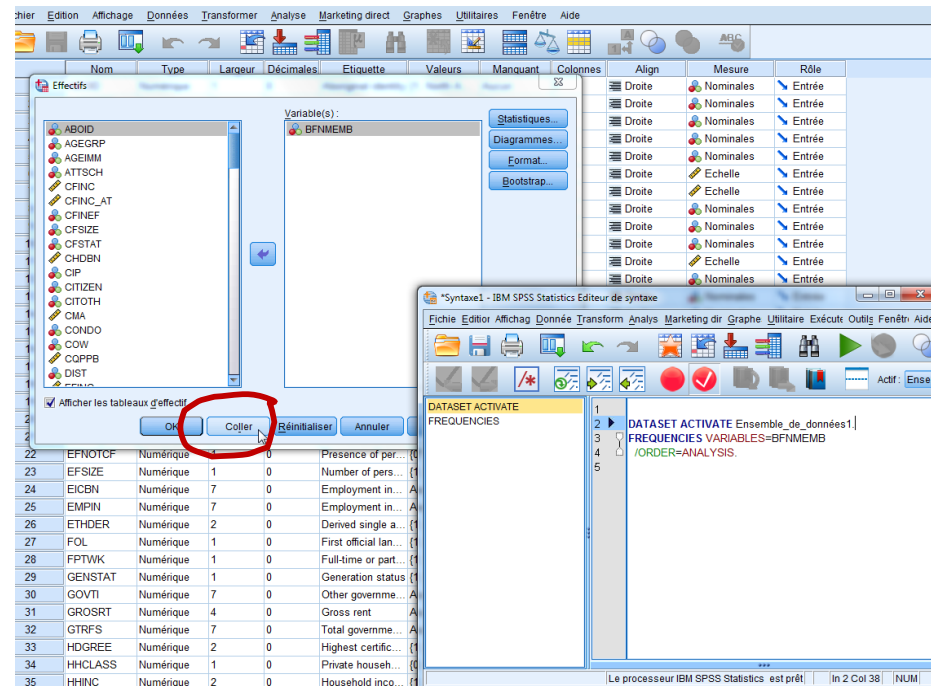 chier Edition Affichage Données Transformer Analyse Marketing direct Graphes Utilitaires Fenêtre Aide
Nom Type Largeur Décimales Etiquette Valeurs Manquant Colonnes Align Mesure Rôle
Effectifs
Variable(s) :
ABOID
AGEGRP
AGEIMM
ATTSCH
CFINC
CFINC_AT
CFINEF
CFSIZE
CFSTAT
CHDBN
CIP
CITIZEN
CITOTH
CMA
CONDO
COW
CQPPB
DIST
BFNMEMB
Statistiques...
Diagrammes...
Format...
Bootstrap...
Afficher les tableaux d'effectif
OK Coller Réinitialiser Annuler
Droite Nominales Entrée
Droite Nominales Entrée
Droite Nominales Entrée
Droite Nominales Entrée
Droite Nominales Entrée
Droite Echelle Entrée
Droite Echelle Entrée
Droite Nominales Entrée
Droite Nominales Entrée
Droite Nominales Entrée
Droite Echelle Entrée
Droite Nominales Entrée
22 EFNOTCF Numérique 1 0 Presence of per... {0
23 EFSIZE Numérique 1 0 Number of pers... {1
24 EICBN Numérique 7 0 Employment in... A
25 EMPIN Numérique 7 0 Employment in... A
26 ETHDER Numérique 2 0 Derived single a... {1
27 FOL Numérique 1 0 First official lan... {1
28 FPTWK Numérique 1 0 Full-time or part... {1
29 GENSTAT Numérique 1 0 Generation status {1
30 GOVTI Numérique 7 0 Other governme... A
31 GROSRT Numérique 4 0 Gross rent A
32 GTRFS Numérique 7 0 Total governme... A
33 HDGREE Numérique 2 0 Highest certific... {1
34 HHCLASS Numérique 1 0 Private househ... {0
35 HHINC Numérique 2 0 Household inco... {1
*Syntaxe1 - IBM SPSS Statistics Editeur de syntaxe
Fichie Edition Affichag Donnée Transform Analys Marketing dir Graphe Utilitaire Exécute Outils Fenêtr Aide
Actif : Ense
DATASET ACTIVATE
FREQUENCIES
1
2 DATASET ACTIVATE Ensemble_de_données1.
3 FREQUENCIES VARIABLES=BFNMEMB
4 /ORDER=ANALYSIS.
5
Le processeur IBM SPSS Statistics est prêt In 2 Col 38 NUM